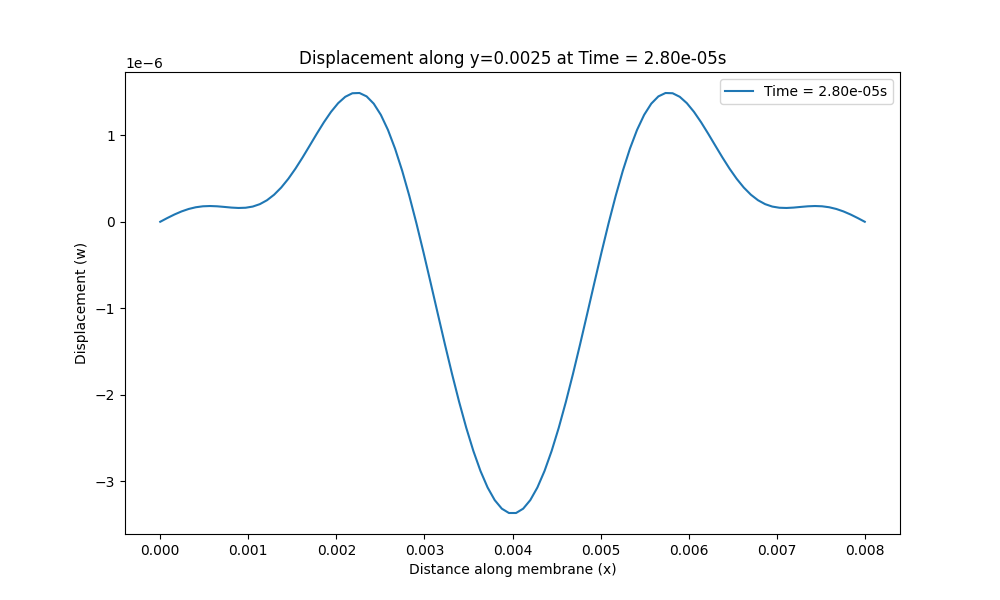 Displacement along y=0.0025 at Time = 2.80e-05s
1e−6
Time = 2.80e-05s
1
0
−1
−2
−3
Displacement (w)
0.000 0.001 0.002 0.003 0.004 0.005 0.006 0.007 0.008
Distance along membrane (x)